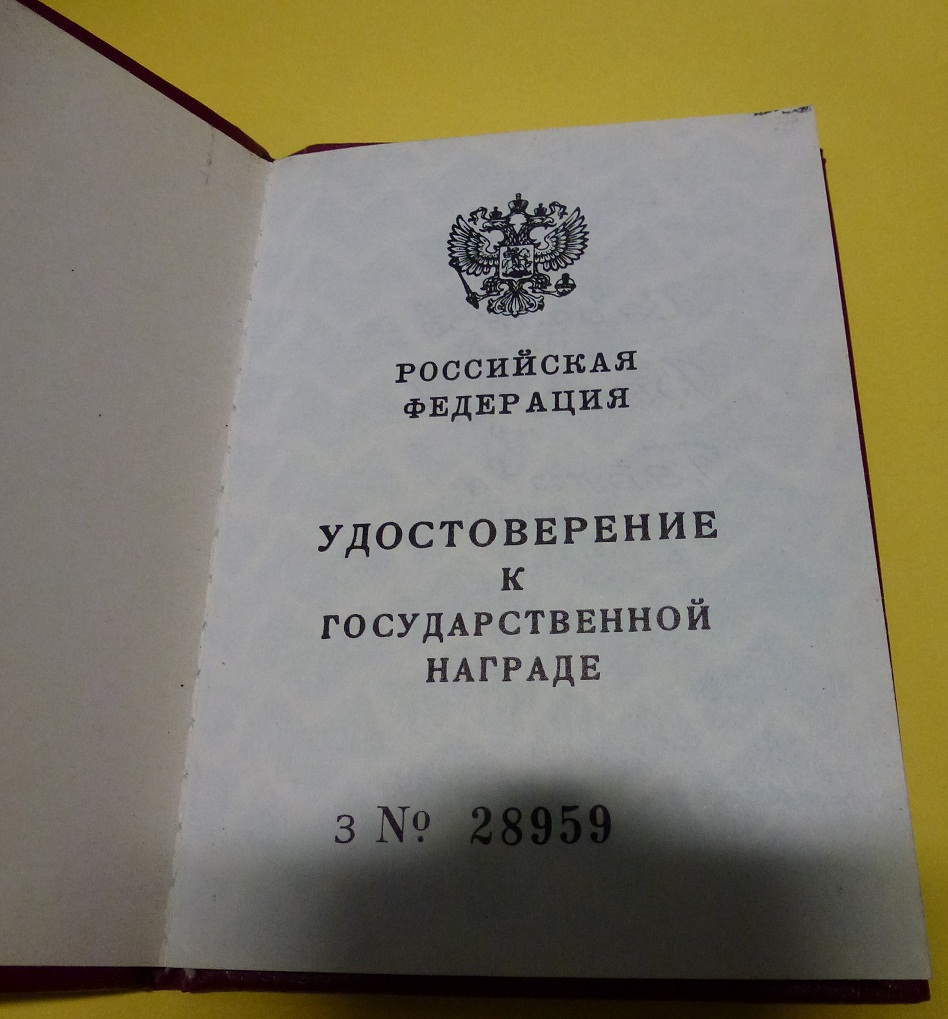 РОССИЙСКАЯ
ФЕДЕРАЦИЯ
УДОСТОВЕРЕНИЕ
К
ГОСУДАРСТВЕННОЙ
НАГРАДЕ
З № 28959